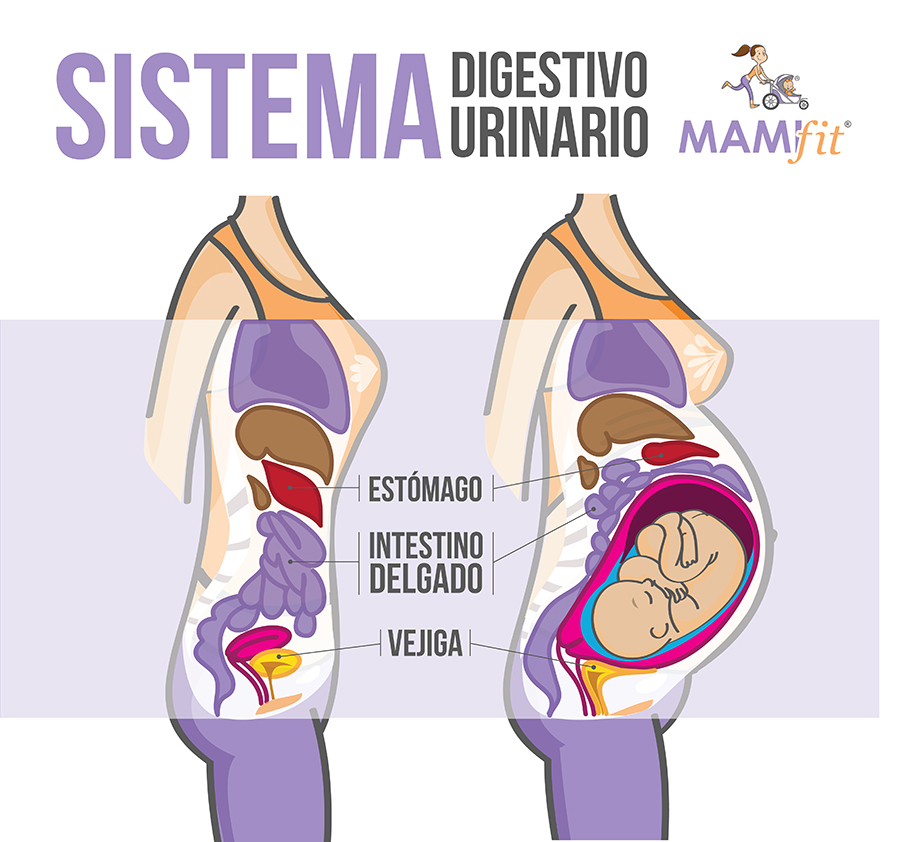 SISTEMA
DIGESTIVO
URINARIO
MAMIfit®
ESTÓMAGO
INTESTINO
DELGADO
VEJIGA